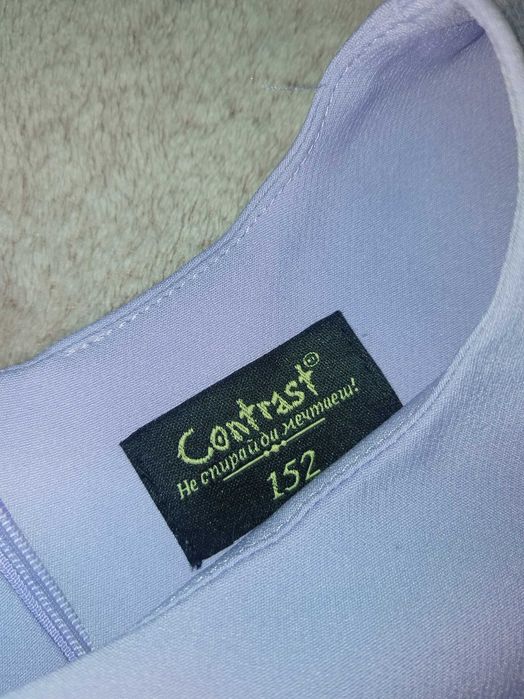 Contrast®
Не спирай да мечтаеш!
152